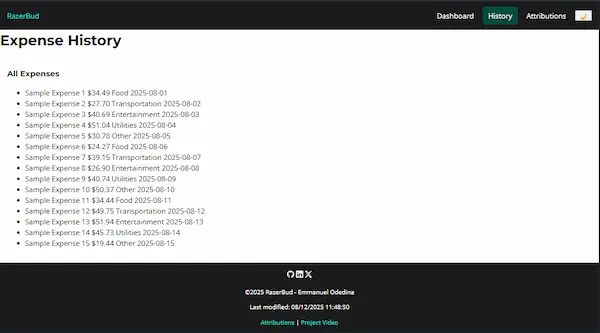 RazerBud
Dashboard
History
Attributions
Expense History
All Expenses
Sample Expense 1 $34.49 Food 2025-08-01
Sample Expense 2 $27.70 Transportation 2025-08-02
Sample Expense 3 $40.69 Entertainment 2025-08-03
Sample Expense 4 $51.04 Utilities 2025-08-04
Sample Expense 5 $30.78 Other 2025-08-05
Sample Expense 6 $24.27 Food 2025-08-06
Sample Expense 7 $39.15 Transportation 2025-08-07
Sample Expense 8 $26.90 Entertainment 2025-08-08
Sample Expense 9 $40.74 Utilities 2025-08-09
Sample Expense 10 $50.37 Other 2025-08-10
Sample Expense 11 $34.44 Food 2025-08-11
Sample Expense 12 $49.75 Transportation 2025-08-12
Sample Expense 13 $51.94 Entertainment 2025-08-13
Sample Expense 14 $45.73 Utilities 2025-08-14
Sample Expense 15 $19.44 Other 2025-08-15
©2025 RazerBud - Emmanuel Odedina
Last modified: 08/12/2025 11:48:50
Attributions | Project Video